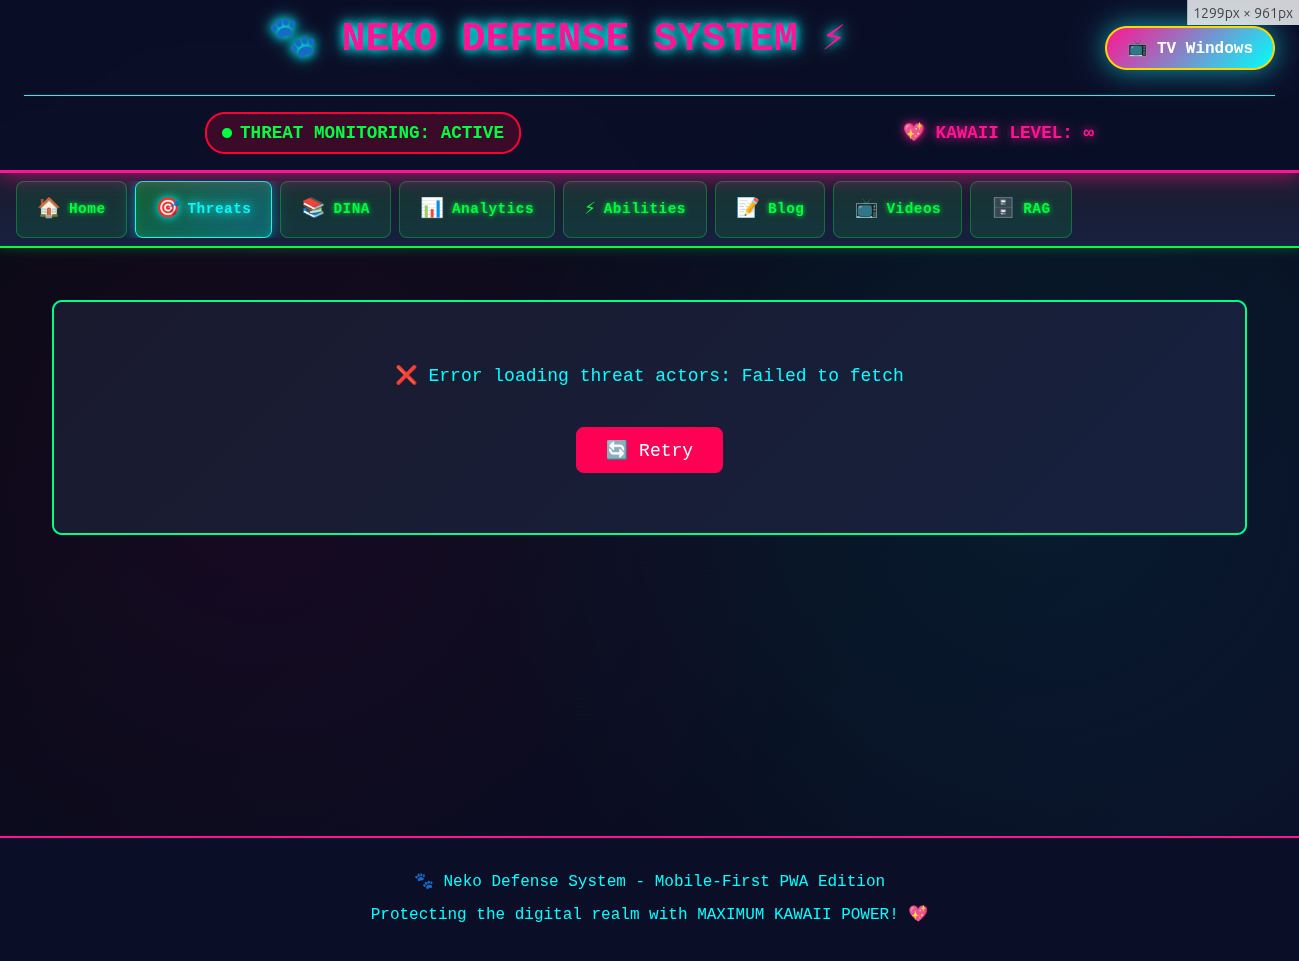 1299px × 961px
🐾 NEKO DEFENSE SYSTEM ⚡
📺 TV Windows
THREAT MONITORING: ACTIVE
💖 KAWAII LEVEL: ∞
🏠 Home
🎯 Threats
📚 DINA
📊 Analytics
⚡ Abilities
📝 Blog
📺 Videos
🗄️ RAG
❌ Error loading threat actors: Failed to fetch
🔄 Retry
🐾 Neko Defense System - Mobile-First PWA Edition
Protecting the digital realm with MAXIMUM KAWAII POWER! 💖